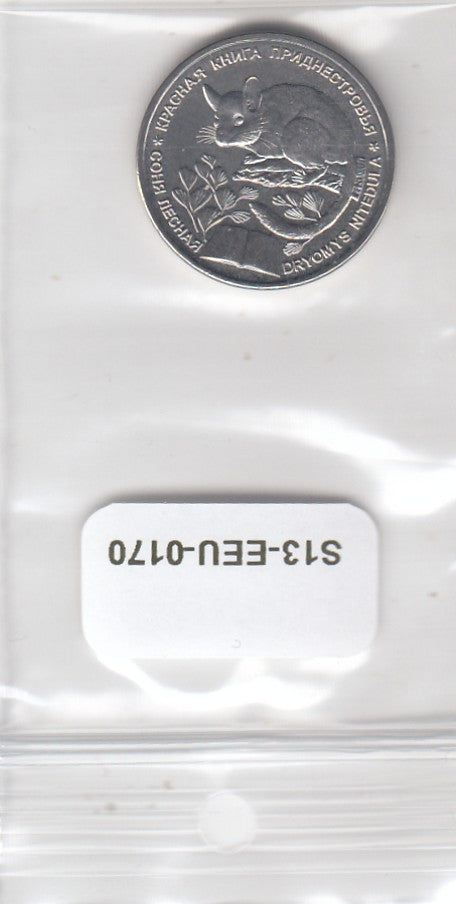 * КРАСНАЯ КНИГА ПРИДНЕСТРОВЬЯ *
СОНЯ ЛЕСНАЯ
DRYOMYS NITEDULA
S13-EEU-0170